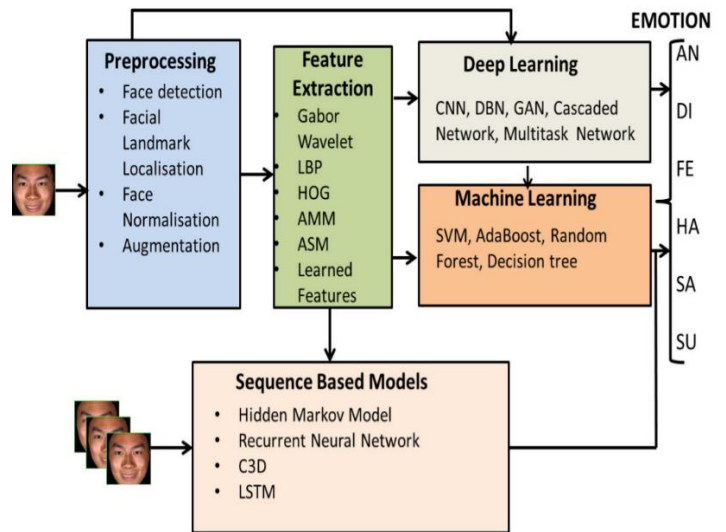 EMOTION
Preprocessing
• Face detection
• Facial
Landmark
Localisation
• Face
Normalisation
• Augmentation
Feature
Extraction
• Gabor
Wavelet
• LBP
• HOG
• AMM
• ASM
• Learned
Features
Deep Learning
CNN, DBN, GAN, Cascaded
Network, Multitask Network
Machine Learning
SVM, AdaBoost, Random
Forest, Decision tree
AN
DI
FE
HA
SA
SU
Sequence Based Models
• Hidden Markov Model
• Recurrent Neural Network
• C3D
• LSTM